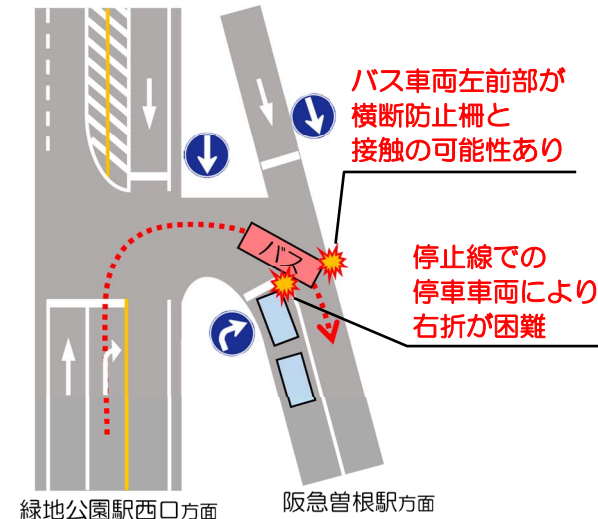 バス車両左前部が
横断防止柵と
接触の可能性あり
バス
停止線での
停車車両により
右折が困難
緑地公園駅西口方面
阪急曽根駅方面